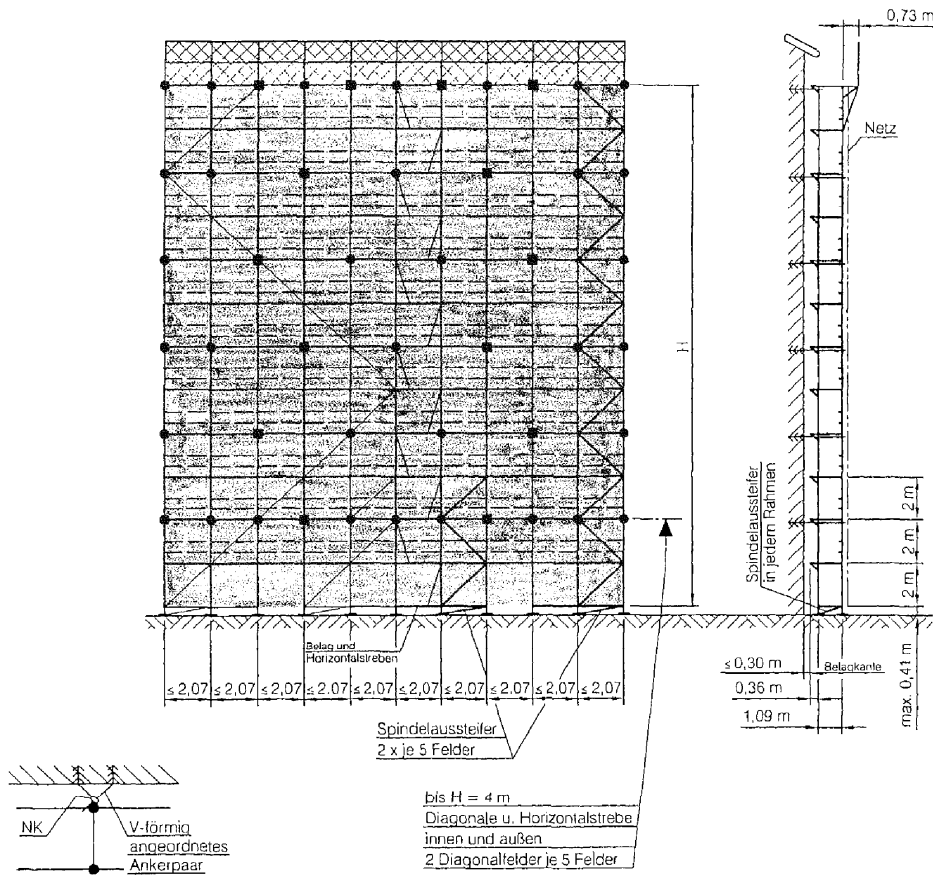 0,73 m
Netz
H
Spindelaussteifer
in jedem Rahmen
2 m
2 m
2 m
Belag und
Horizontalstreben
≤ 2,07 ≤ 2,07 ≤ 2,07 ≤ 2,07 ≤ 2,07 ≤ 2,07 ≤ 2,07 ≤ 2,07 ≤ 2,07 ≤ 2,07
≤ 0,30 m
Belagkante
0,36 m
1,09 m
max. 0,41 m
Spindelaussteifer
2 x je 5 Felder
bis H = 4 m
Diagonale u. Horizontalstrebe
innen und außen
2 Diagonalfelder je 5 Felder
NK
V-förmig
angeordnetes
Ankerpaar